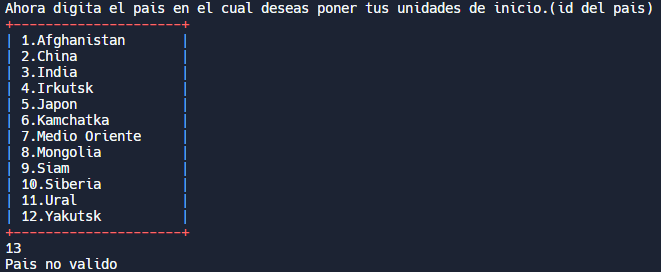 Ahora digita el pais en el cual deseas poner tus unidades de inicio.(id del pais)
+---------------------+
| 1.Afghanistan       |
| 2.China             |
| 3.India             |
| 4.Irkutsk           |
| 5.Japon             |
| 6.Kamchatka         |
| 7.Medio Oriente     |
| 8.Mongolia          |
| 9.Siam              |
| 10.Siberia          |
| 11.Ural             |
| 12.Yakutsk          |
+---------------------+
13
Pais no valido